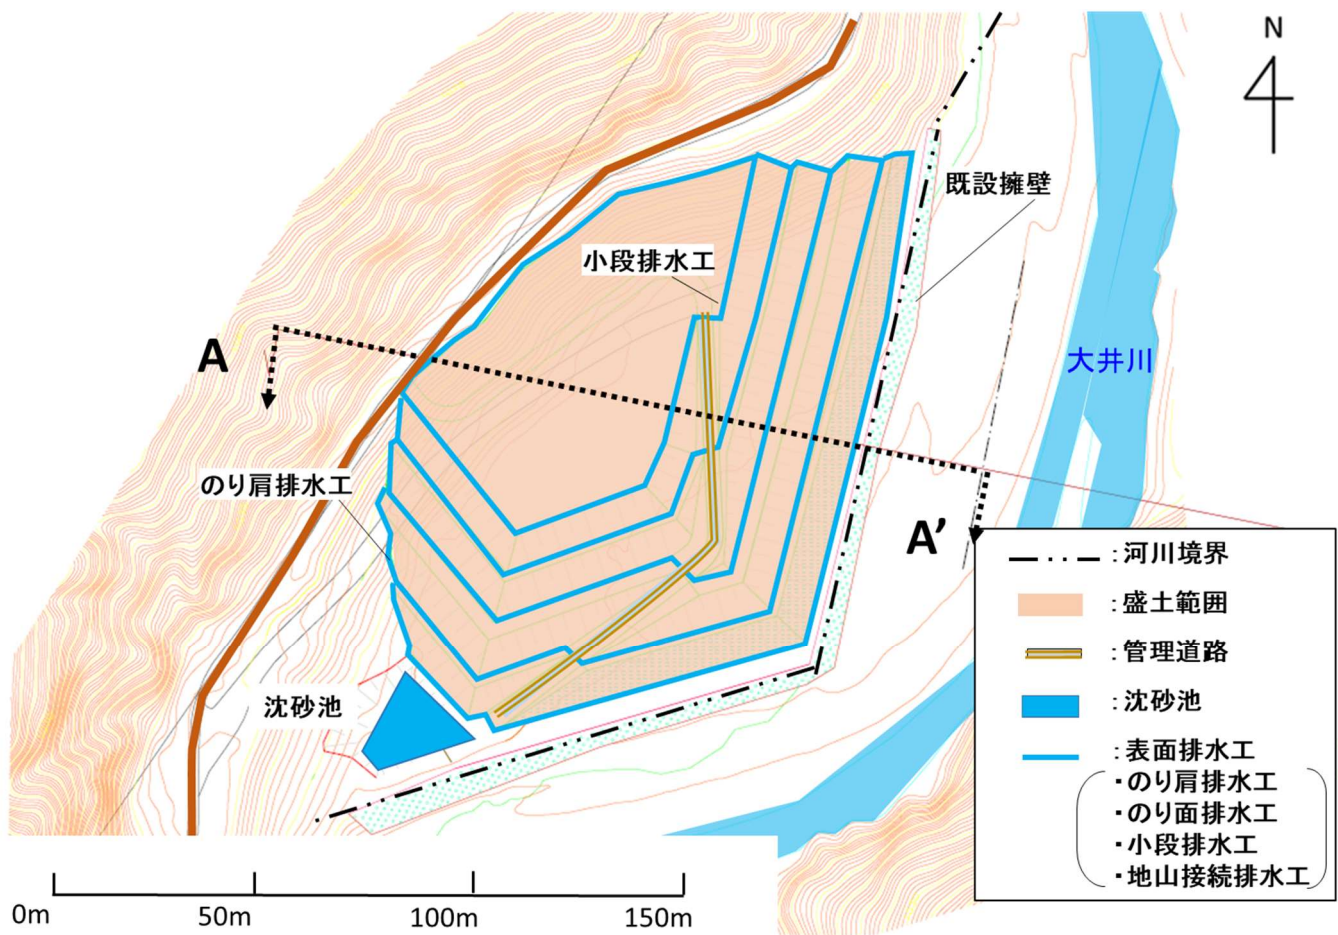 N
既設擁壁
小段排水工
A
大井川
のり肩排水工
A’
：河川境界
：盛土範囲
：管理道路
沈砂池
：沈砂池
：表面排水工
・のり肩排水工
・のり面排水工
・小段排水工
・地山接続排水工
0m
50m
100m
150m